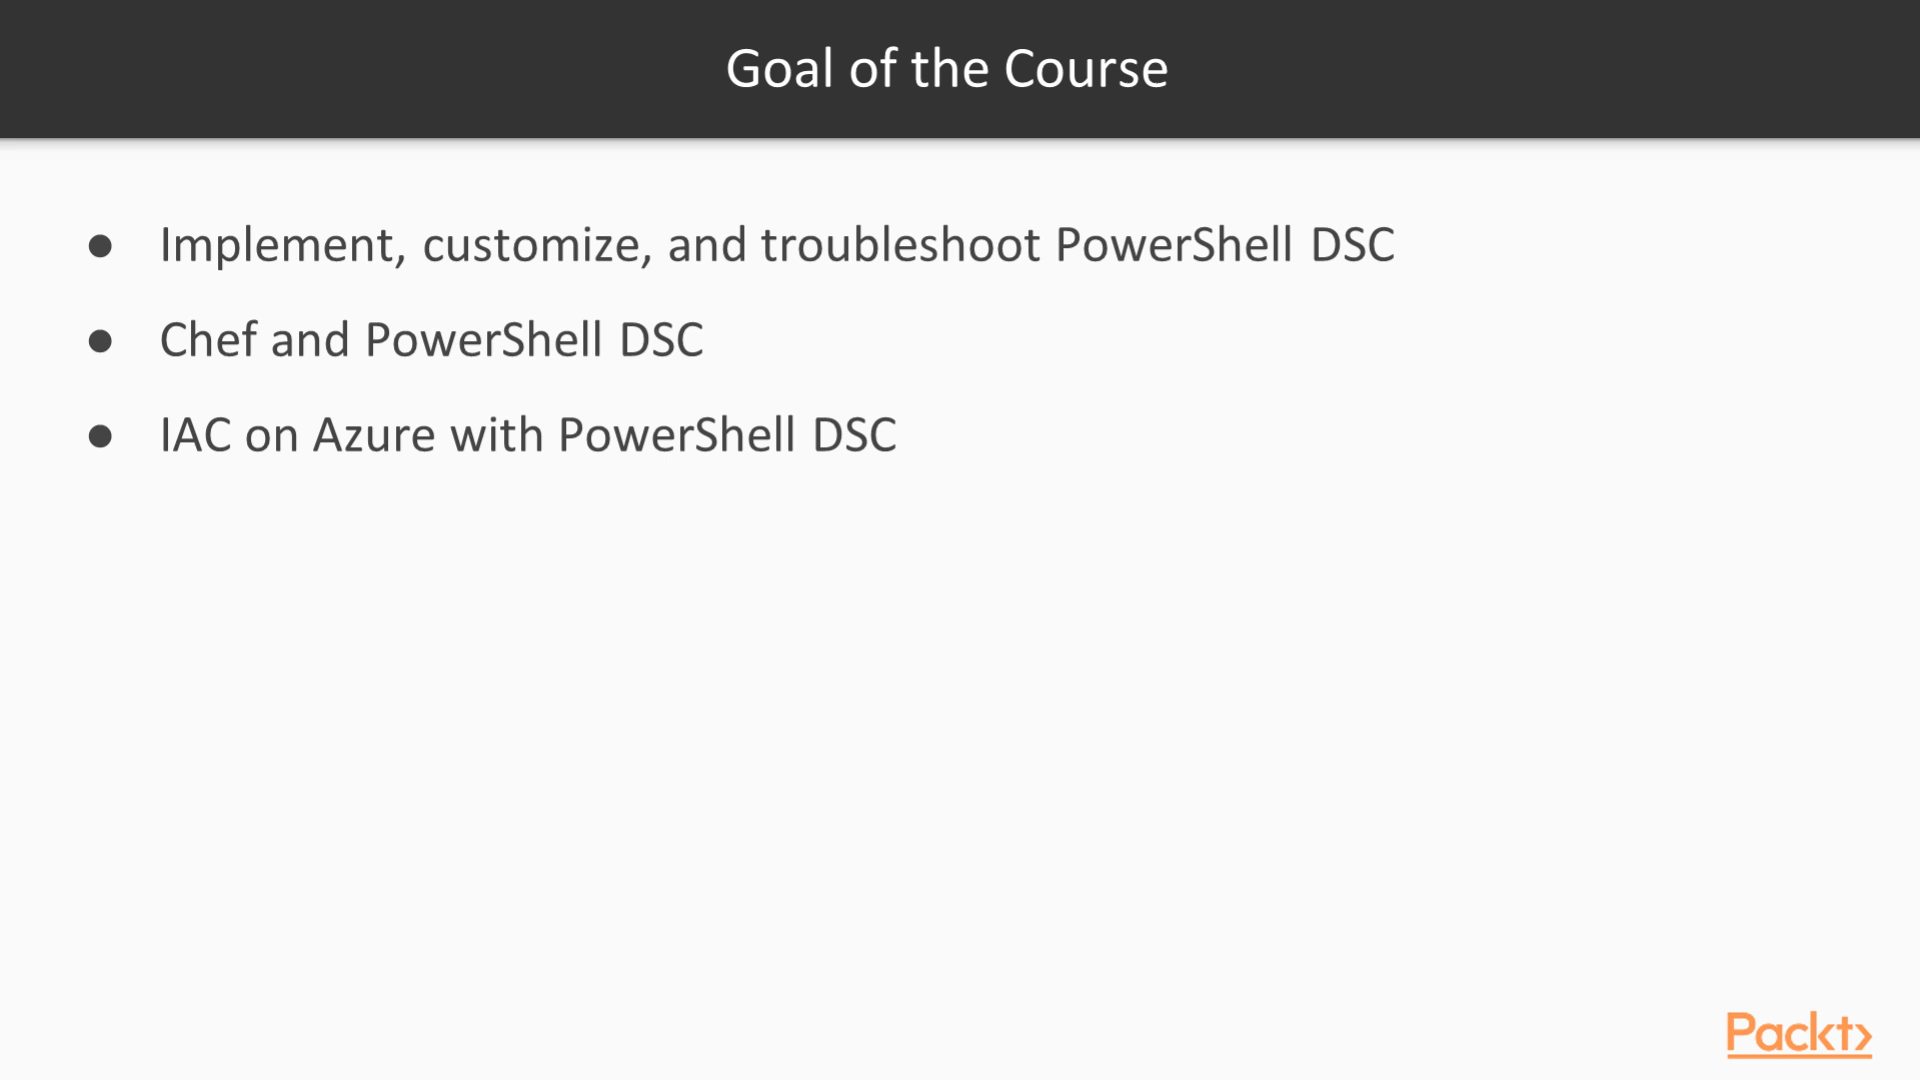 Goal of the Course
● Implement, customize, and troubleshoot PowerShell DSC
● Chef and PowerShell DSC
● IAC on Azure with PowerShell DSC
Packt>